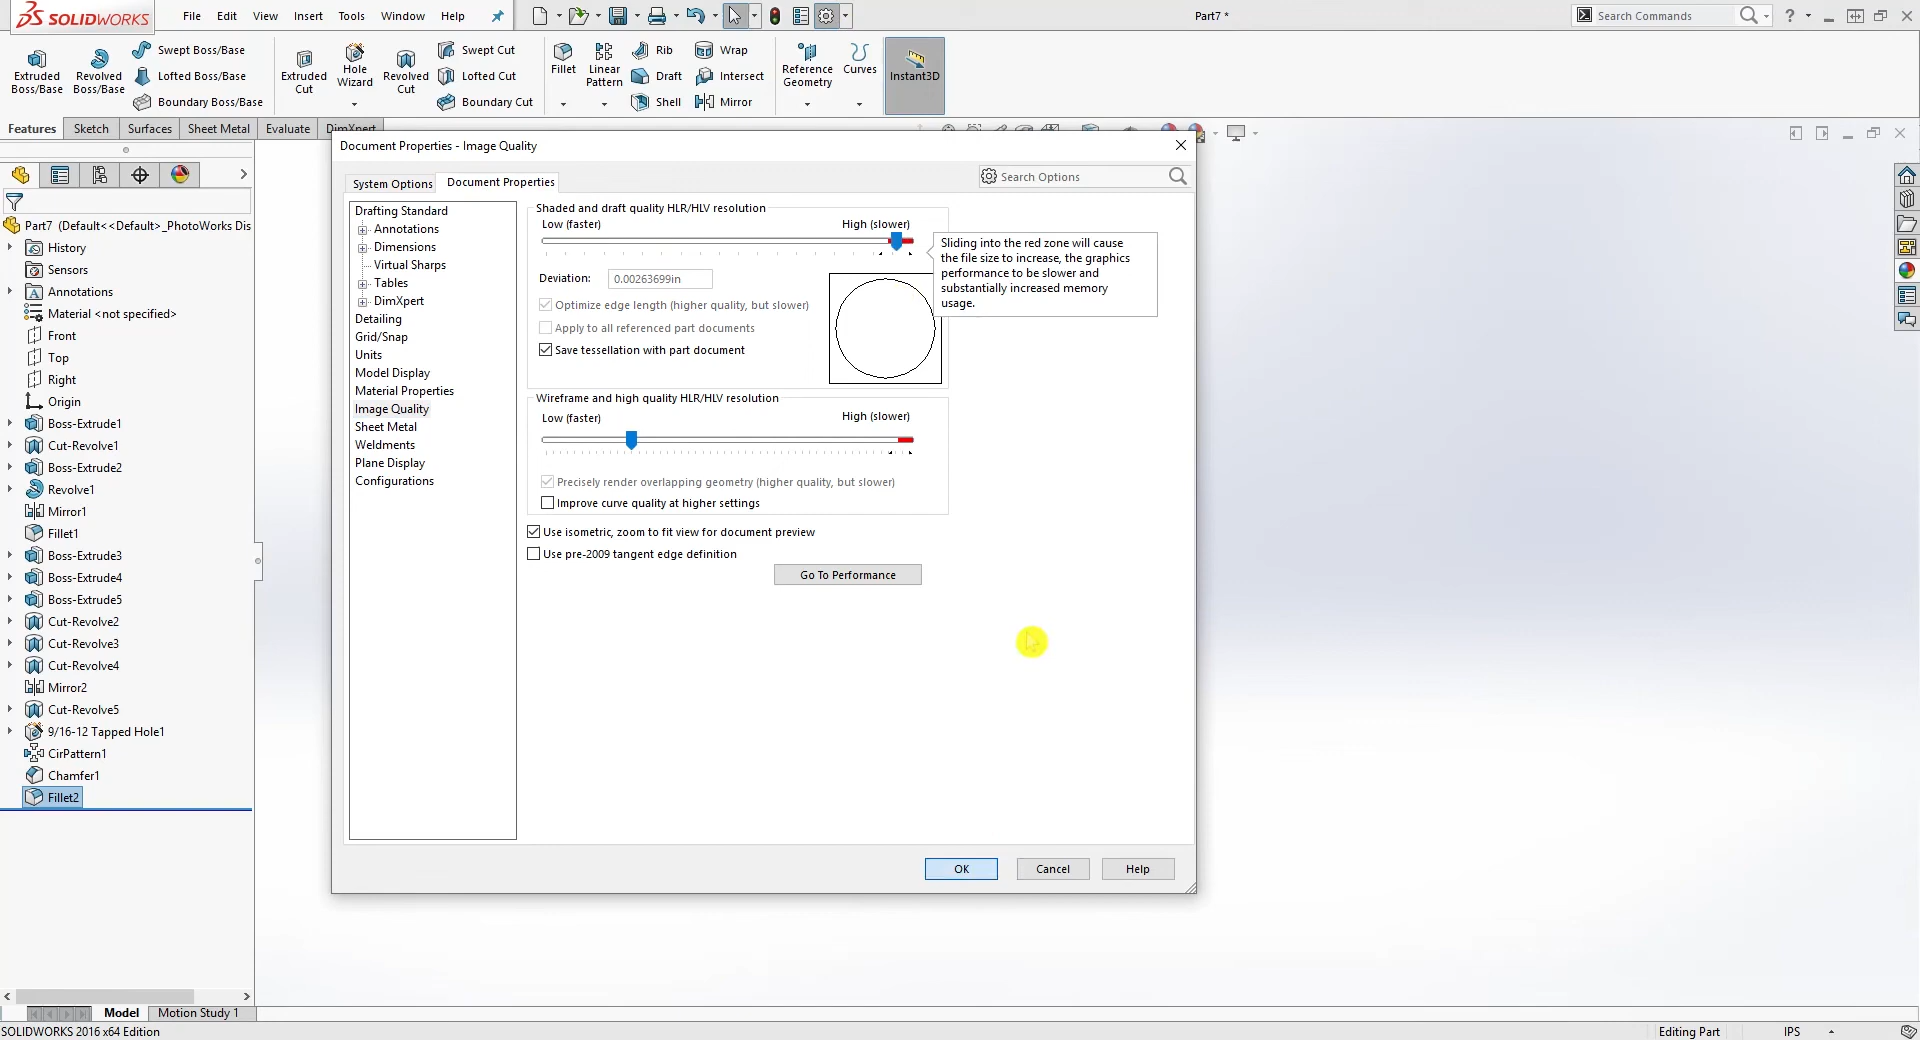 SOLIDWORKS
File
Edit
View
Insert
Tools
Window
Help
Part7 *
Search Commands
?
Extruded
Boss/Base
Revolved
Boss/Base
Swept Boss/Base
Lofted Boss/Base
Boundary Boss/Base
Extruded
Cut
Hole
Wizard
Revolved
Cut
Swept Cut
Lofted Cut
Boundary Cut
Fillet
Linear
Pattern
Rib
Draft
Shell
Wrap
Intersect
Mirror
Reference
Geometry
Curves
Instant3D
Features
Sketch
Surfaces
Sheet Metal
Evaluate
DimXpert
Part7 (Default<<Default>_PhotoWorks Dis
History
Sensors
Annotations
Material <not specified>
Front
Top
Right
Origin
Boss-Extrude1
Cut-Revolve1
Boss-Extrude2
Revolve1
Mirror1
Fillet1
Boss-Extrude3
Boss-Extrude4
Boss-Extrude5
Cut-Revolve2
Cut-Revolve3
Cut-Revolve4
Mirror2
Cut-Revolve5
9/16-12 Tapped Hole1
CirPattern1
Chamfer1
Fillet2
Document Properties - Image Quality
System Options
Document Properties
Search Options
Drafting Standard
Annotations
Dimensions
Virtual Sharps
Tables
DimXpert
Detailing
Grid/Snap
Units
Model Display
Material Properties
Image Quality
Sheet Metal
Weldments
Plane Display
Configurations
Shaded and draft quality HLR/HLV resolution
Low (faster)
High (slower)
Sliding into the red zone will cause
the file size to increase, the graphics
performance to be slower and
substantially increased memory
usage.
Deviation:
0.00263699in
Optimize edge length (higher quality, but slower)
Apply to all referenced part documents
Save tessellation with part document
Wireframe and high quality HLR/HLV resolution
Low (faster)
High (slower)
Precisely render overlapping geometry (higher quality, but slower)
Improve curve quality at higher settings
Use isometric, zoom to fit view for document preview
Use pre-2009 tangent edge definition
Go To Performance
OK
Cancel
Help
Model
Motion Study 1
SOLIDWORKS 2016 x64 Edition
Editing Part
IPS